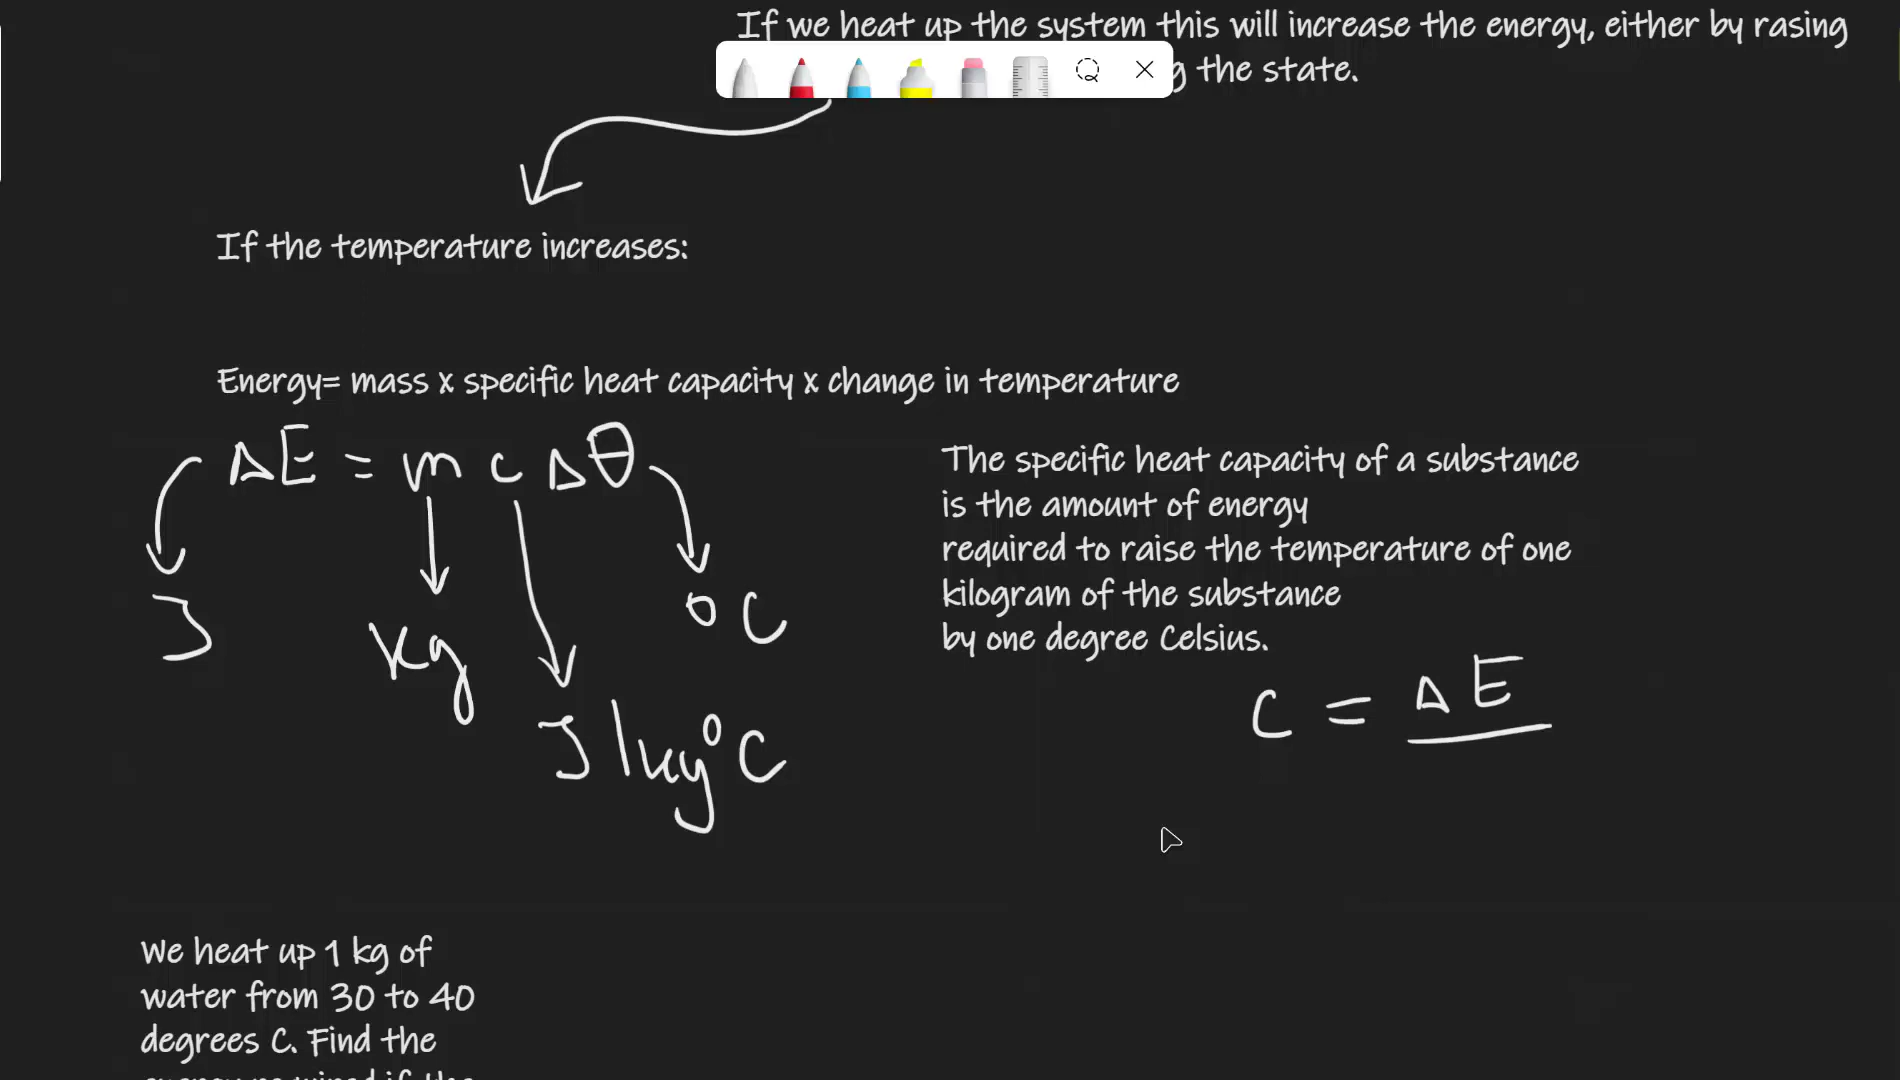 If we heat up the system this will increase the energy, either by rasing
the state.
If the temperature increases:
Energy= mass x specific heat capacity x change in temperature
ΔE = m c Δθ
The specific heat capacity of a substance
is the amount of energy
required to raise the temperature of one
kilogram of the substance
by one degree Celsius.
J
kg
°C
J/kg°C
c = ΔE
We heat up 1 kg of
water from 30 to 40
degrees C. Find the